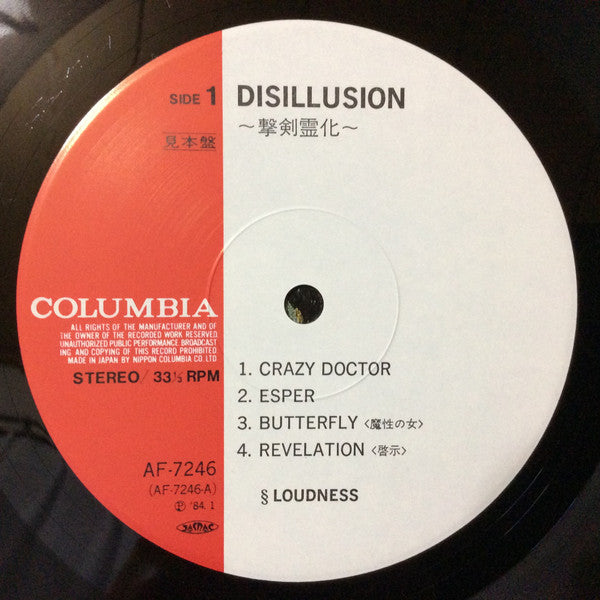 SIDE 1
DISILLUSION
～撃剣霊化～
見本盤
COLUMBIA
ALL RIGHTS OF THE MANUFACTURER AND OF
THE OWNER OF THE RECORDED WORK RESERVED.
UNAUTHORIZED PUBLIC PERFORMANCE BROADCAST
ING AND COPYING OF THIS RECORD PROHIBITED.
MADE IN JAPAN BY NIPPON COLUMBIA CO. LTD
STEREO/ 33⅓ RPM
1. CRAZY DOCTOR
2. ESPER
3. BUTTERFLY〈魔性の女〉
4. REVELATION〈啓示〉
AF-7246
(AF-7246-A)
Ⓟ '84. 1
§ LOUDNESS
JASRAC